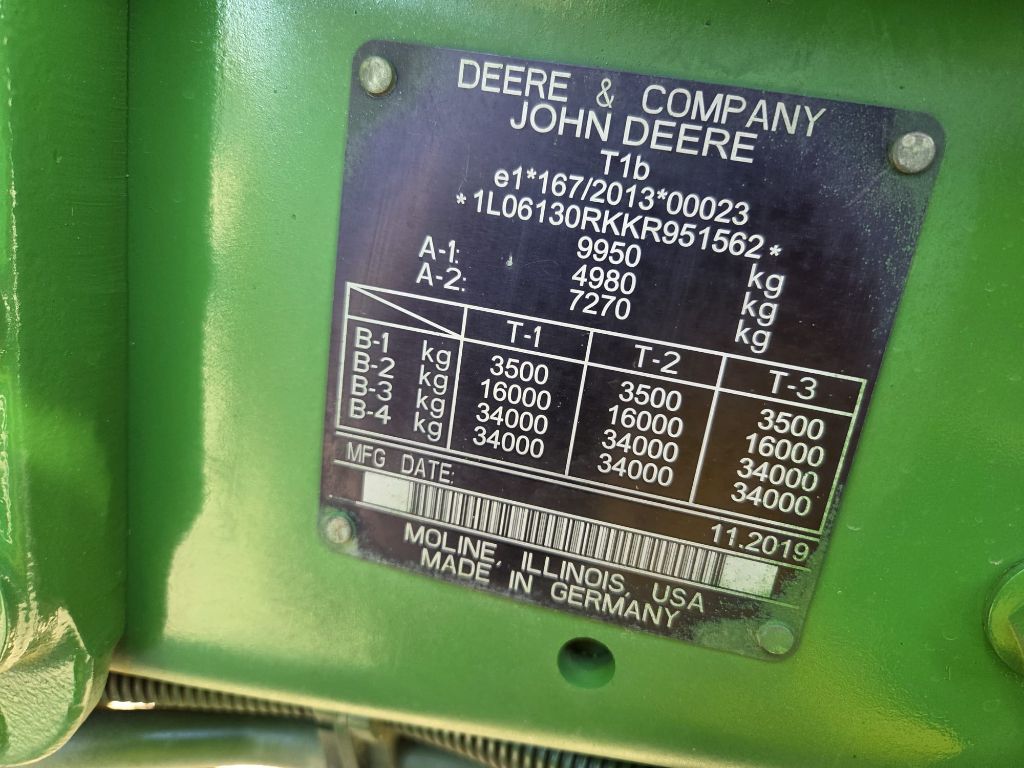 DEERE & COMPANY
JOHN DEERE
T1b
e1*167/2013*00023
*1L06130RKKR951562*
9950 kg
A-1: 4980 kg
A-2: 7270 kg
T-1 T-2 T-3
B-1 kg 3500 3500 3500
B-2 kg 16000 16000 16000
B-3 kg 34000 34000 34000
B-4 kg 34000 34000 34000
MFG DATE: 11.2019
MOLINE, ILLINOIS, USA
MADE IN GERMANY